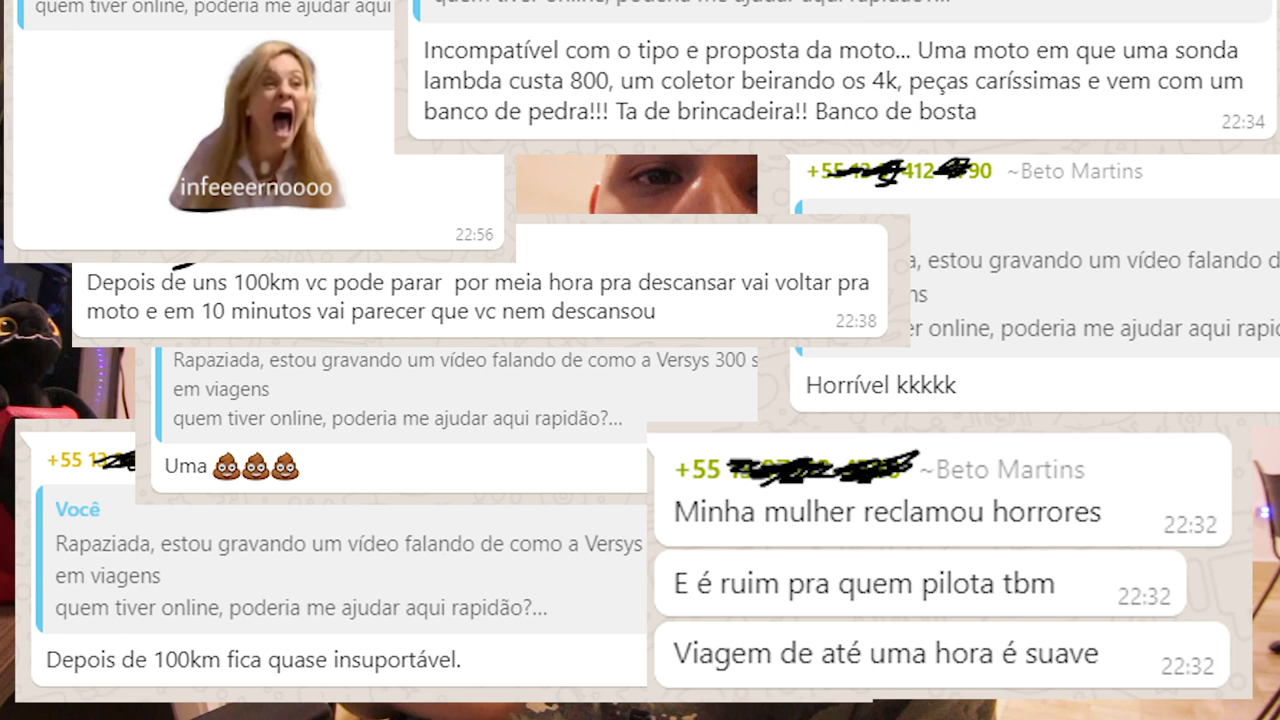 quem tiver online, poderia me ajudar aqui
infeeeernoooo
22:56
Incompatível com o tipo e proposta da moto... Uma moto em que uma sonda
lambda custa 800, um coletor beirando os 4k, peças caríssimas e vem com um
banco de pedra!!! Ta de brincadeira!! Banco de bosta
22:34
~Beto Martins
estou gravando um vídeo falando
online, poderia me ajudar aqui
Horrível kkkkk
Depois de uns 100km vc pode parar por meia hora pra descansar vai voltar pra
moto e em 10 minutos vai parecer que vc nem descansou
22:38
Rapaziada, estou gravando um vídeo falando de como a Versys 300 s
em viagens
quem tiver online, poderia me ajudar aqui rapidão?...
Uma 💩💩💩
+55
Você
Rapaziada, estou gravando um vídeo falando de como a Versys
em viagens
quem tiver online, poderia me ajudar aqui rapidão?...
Depois de 100km fica quase insuportável.
+55 ~Beto Martins
Minha mulher reclamou horrores
22:32
E é ruim pra quem pilota tbm
22:32
Viagem de até uma hora é suave
22:32